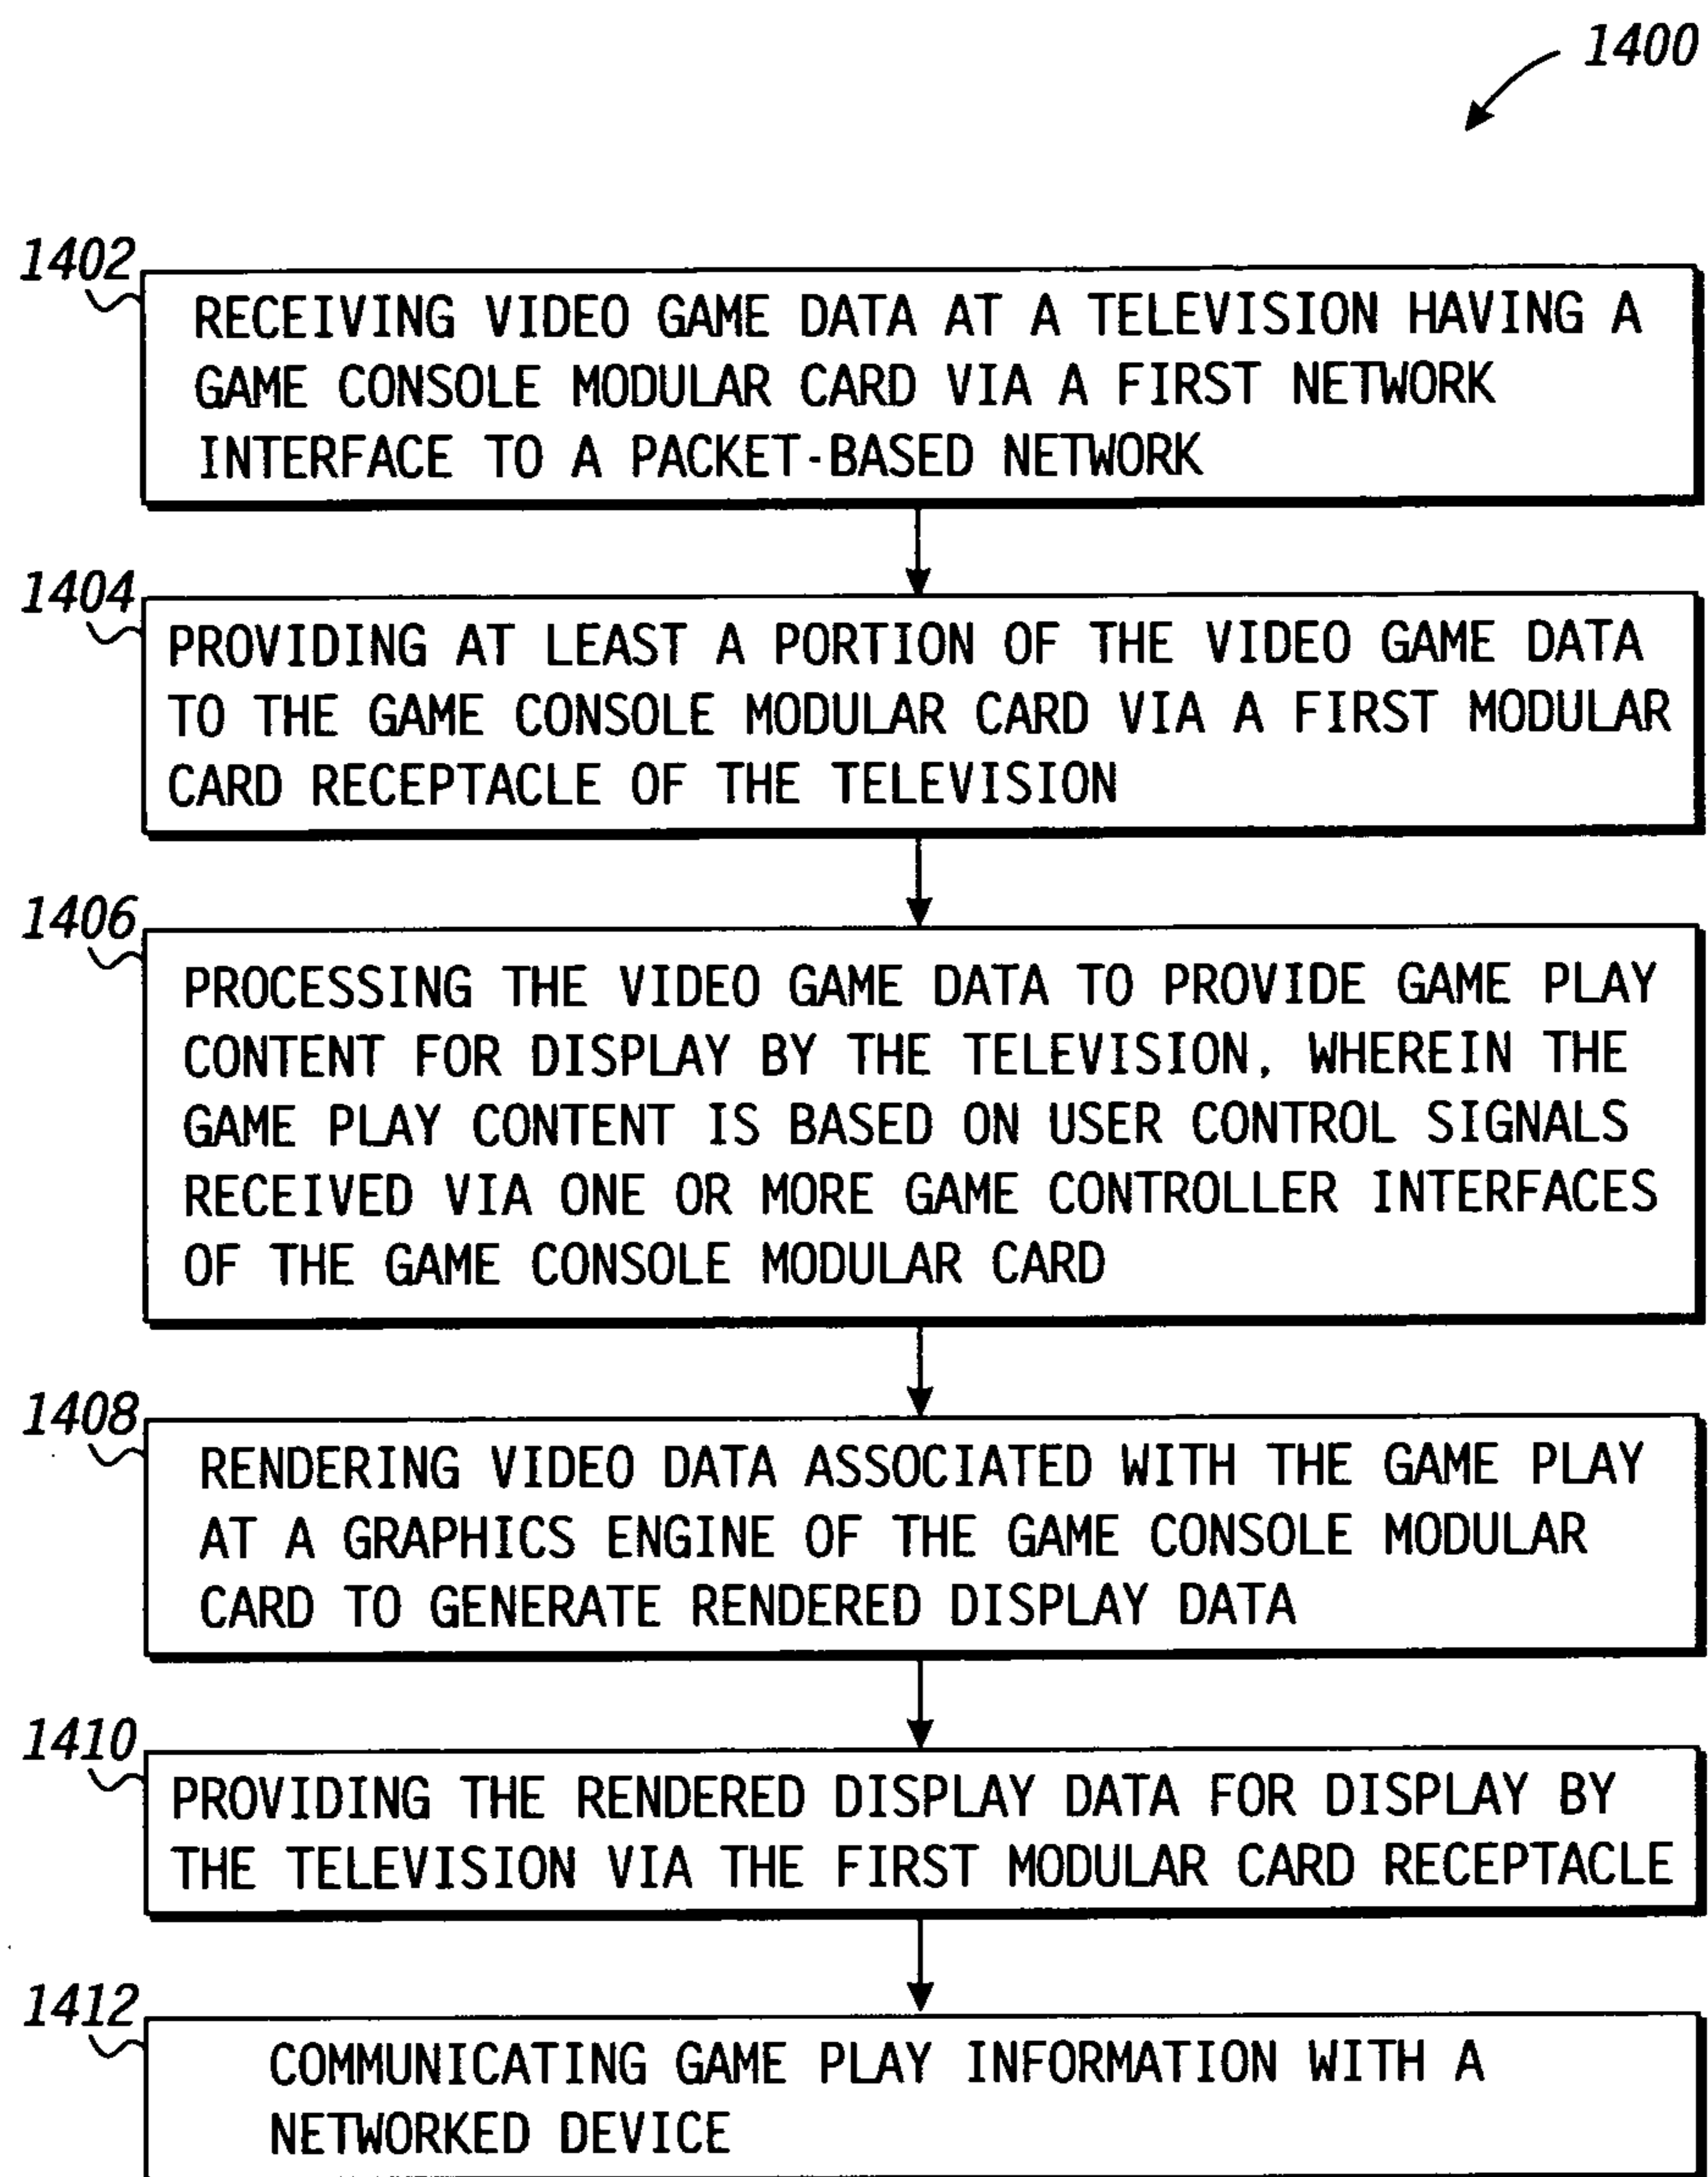 1400
1402
RECEIVING VIDEO GAME DATA AT A TELEVISION HAVING A
GAME CONSOLE MODULAR CARD VIA A FIRST NETWORK
INTERFACE TO A PACKET-BASED NETWORK
1404
PROVIDING AT LEAST A PORTION OF THE VIDEO GAME DATA
TO THE GAME CONSOLE MODULAR CARD VIA A FIRST MODULAR
CARD RECEPTACLE OF THE TELEVISION
1406
PROCESSING THE VIDEO GAME DATA TO PROVIDE GAME PLAY
CONTENT FOR DISPLAY BY THE TELEVISION, WHEREIN THE
GAME PLAY CONTENT IS BASED ON USER CONTROL SIGNALS
RECEIVED VIA ONE OR MORE GAME CONTROLLER INTERFACES
OF THE GAME CONSOLE MODULAR CARD
1408
RENDERING VIDEO DATA ASSOCIATED WITH THE GAME PLAY
AT A GRAPHICS ENGINE OF THE GAME CONSOLE MODULAR
CARD TO GENERATE RENDERED DISPLAY DATA
1410
PROVIDING THE RENDERED DISPLAY DATA FOR DISPLAY BY
THE TELEVISION VIA THE FIRST MODULAR CARD RECEPTACLE
1412
COMMUNICATING GAME PLAY INFORMATION WITH A
NETWORKED DEVICE